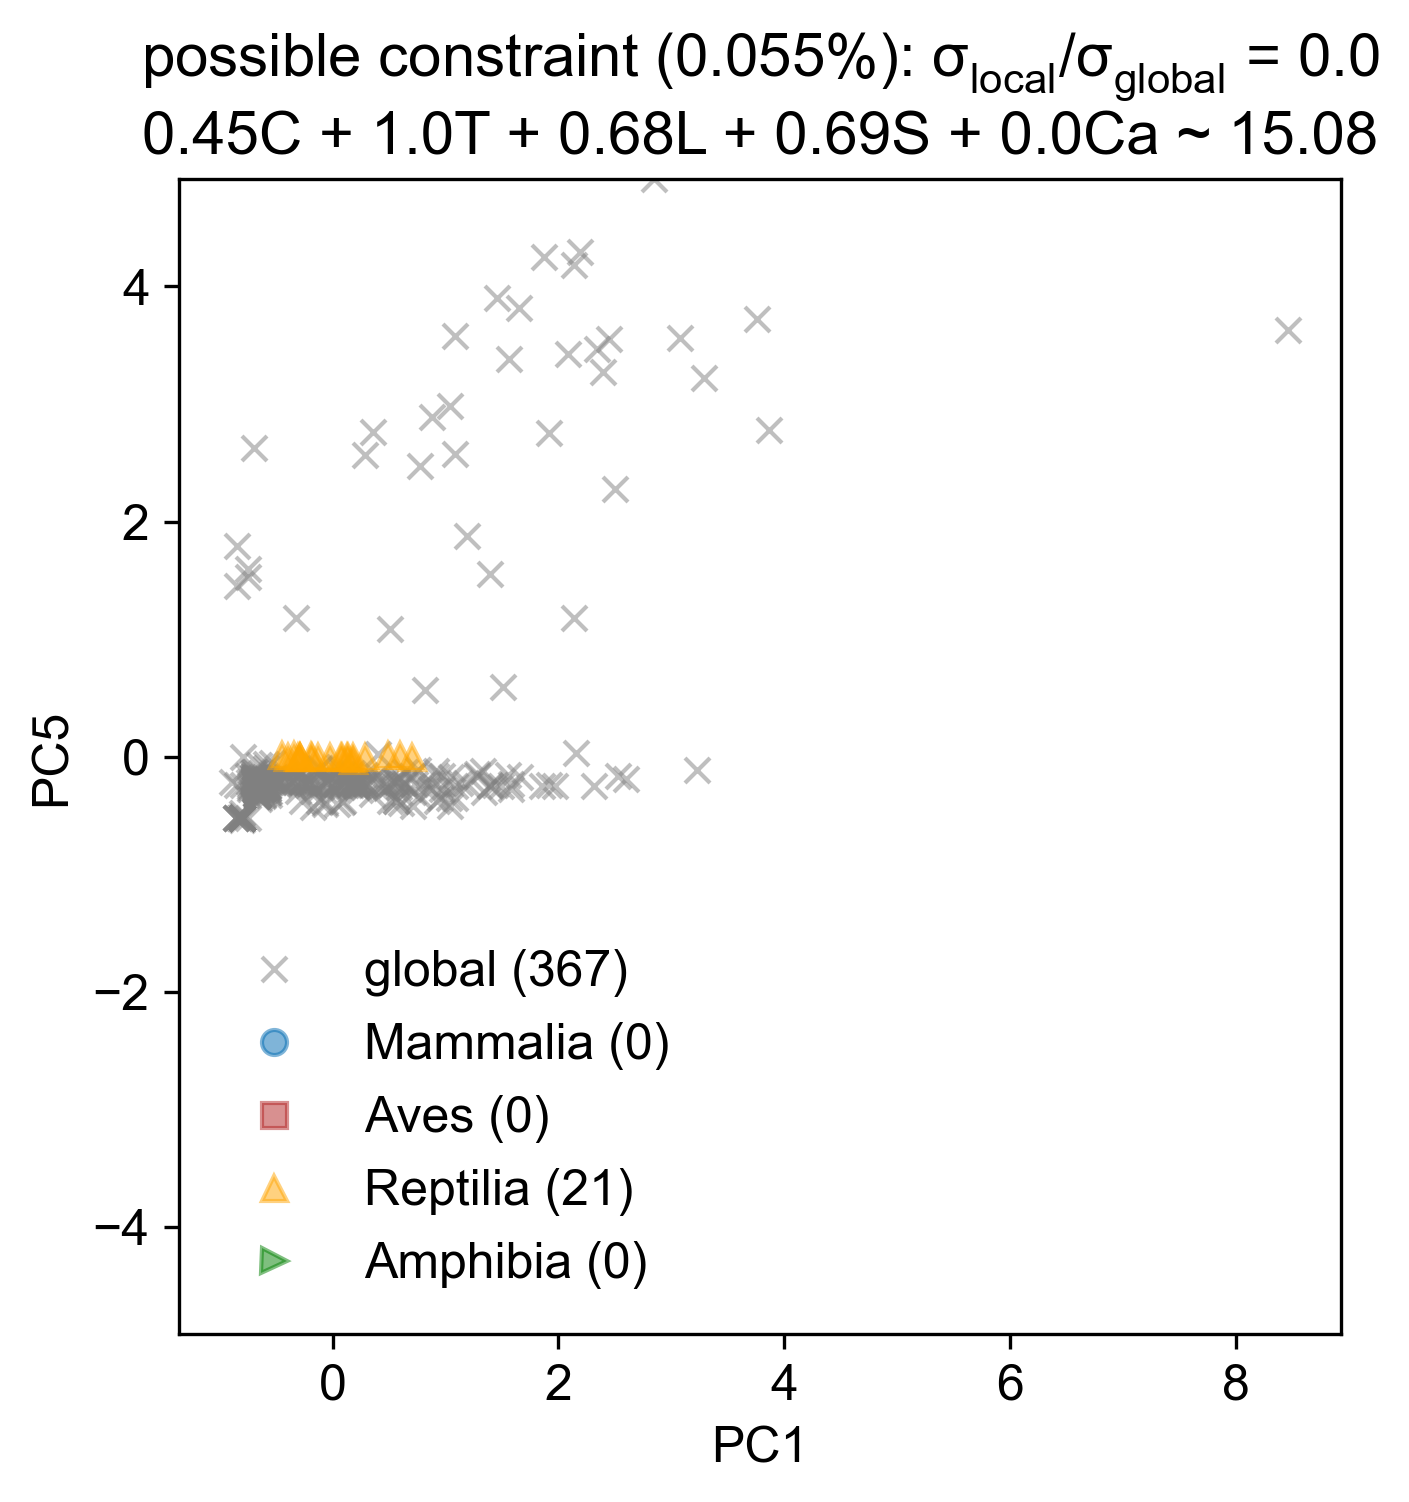 possible constraint (0.055%): σlocal/σglobal = 0.0
0.45C + 1.0T + 0.68L + 0.69S + 0.0Ca ~ 15.08
4
2
0
−2
−4
PC5
global (367)
Mammalia (0)
Aves (0)
Reptilia (21)
Amphibia (0)
0 2 4 6 8
PC1